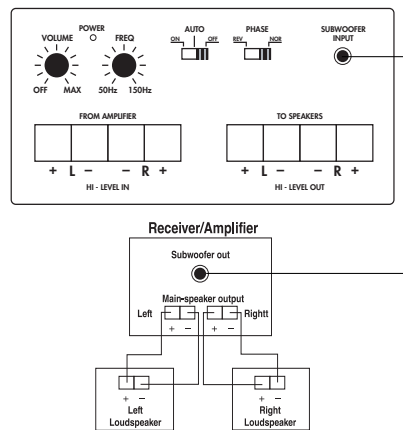 POWER
VOLUME FREQ AUTO PHASE SUBWOOFER
ON OFF REV NOR INPUT
OFF MAX 50Hz 150Hz
FROM AMPLIFIER TO SPEAKERS
+ L – – R + + L – – R +
HI - LEVEL IN HI - LEVEL OUT
Receiver/Amplifier
Subwoofer out
Main-speaker output
Left Rightt
+ – + –
+ – + –
Left Right
Loudspeaker Loudspeaker